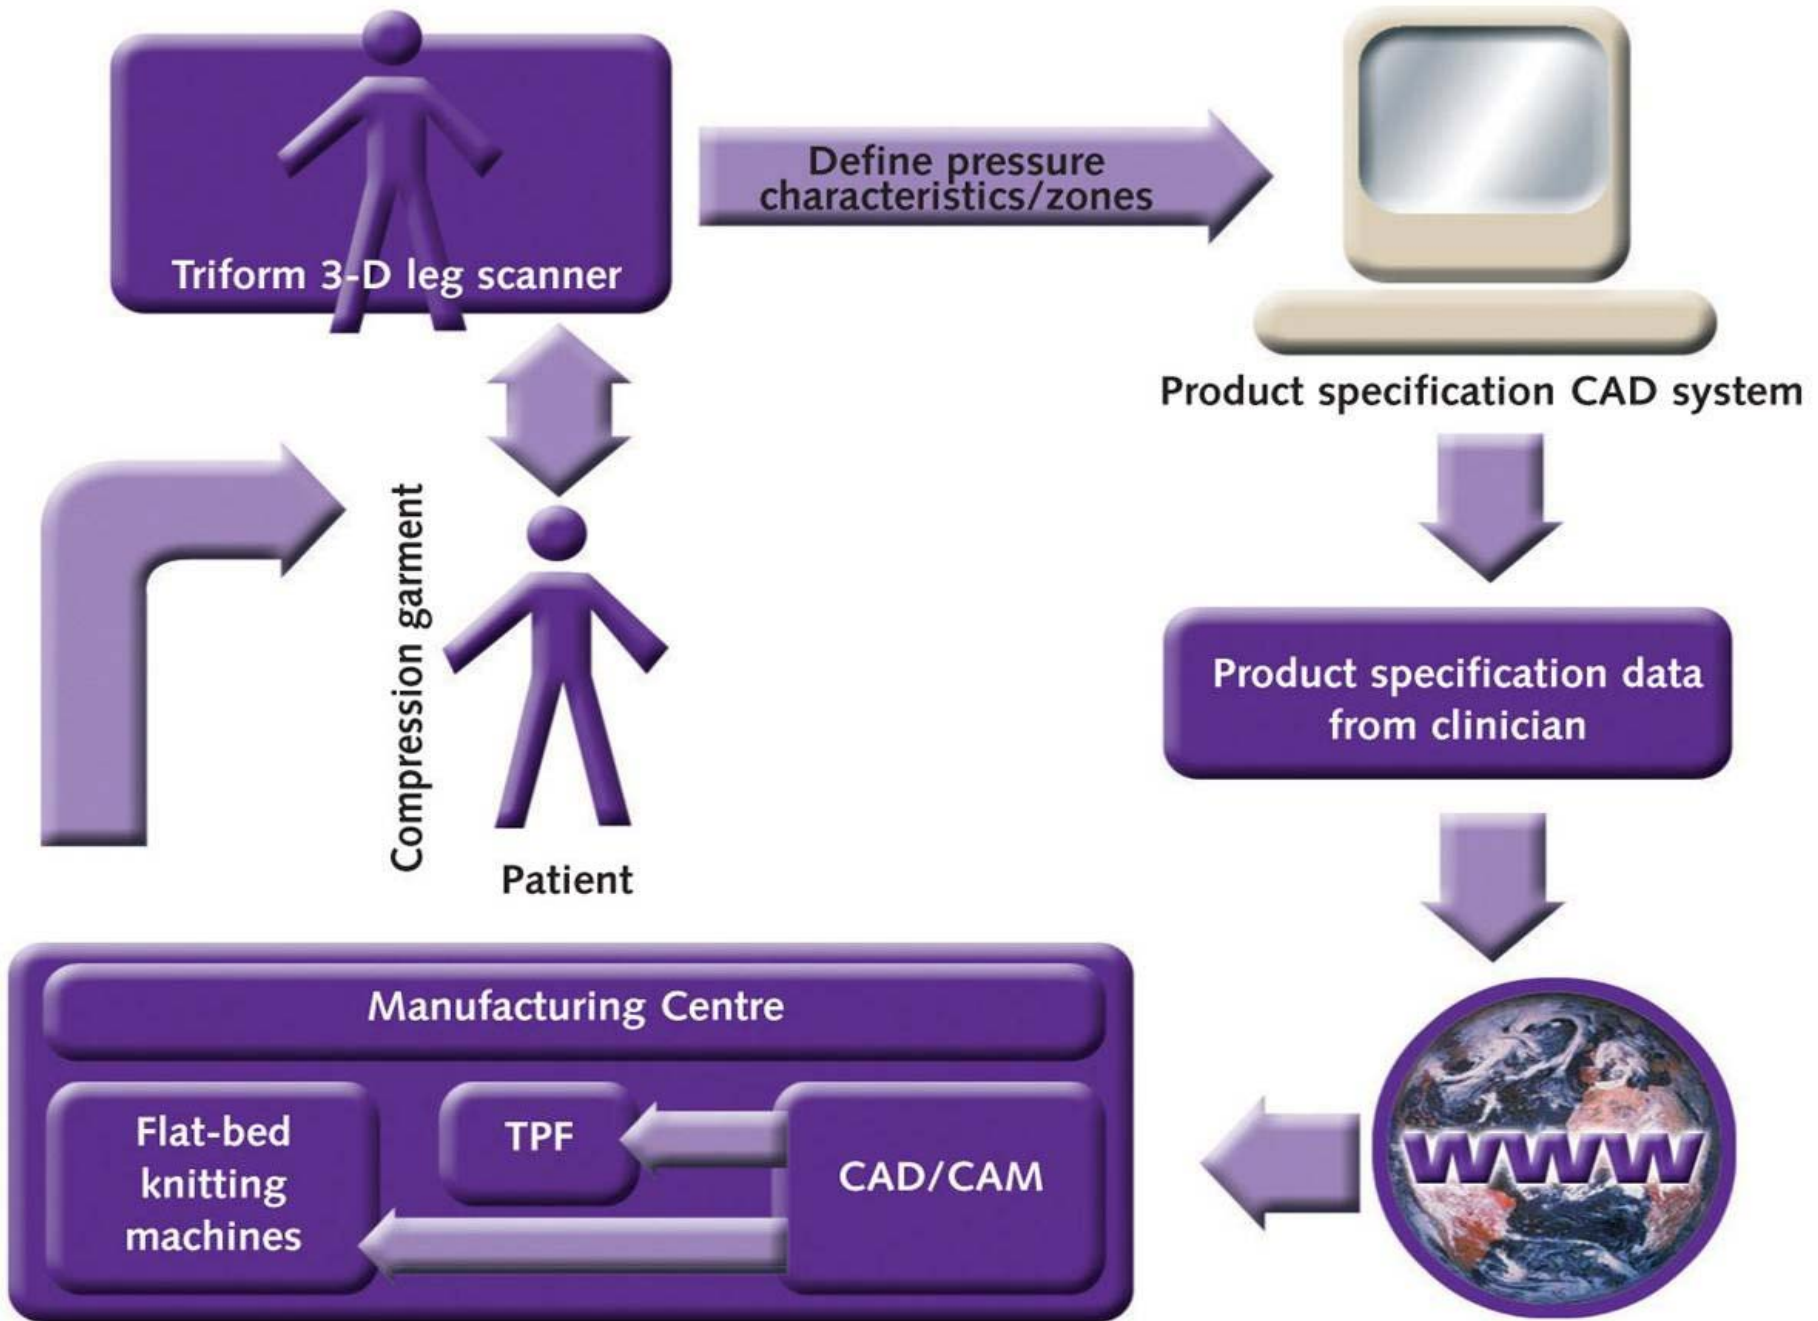 Triform 3-D leg scanner
Define pressure
characteristics/zones
Product specification CAD system
Product specification data
from clinician
www
Compression garment
Patient
Manufacturing Centre
Flat-bed
knitting
machines
TPF
CAD/CAM